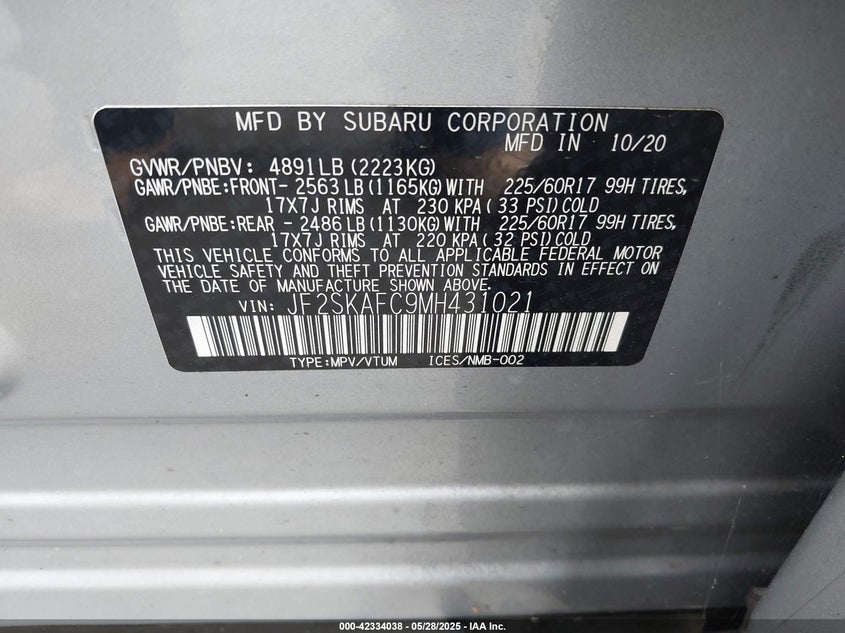 MFD BY SUBARU CORPORATION
MFD IN 10/20
GVWR/PNBV: 4891LB(2223KG)
GAWR/PNBE:FRONT- 2563LB(1165KG)WITH 225/60R17 99H TIRES,
17X7J RIMS AT 230 KPA( 33 PSI)COLD
GAWR/PNBE:REAR - 2486LB(1130KG)WITH 225/60R17 99H TIRES,
17X7J RIMS AT 220 KPA( 32 PSI)COLD
THIS VEHICLE CONFORMS TO ALL APPLICABLE FEDERAL MOTOR
VEHICLE SAFETY AND THEFT PREVENTION STANDARDS IN EFFECT ON
THE DATE OF MANUFACTURE SHOWN ABOVE.
VIN: JF2SKAFC9MH431021
TYPE:MPV/VTUM ICES/NMB-002
000-42334038 - 05/28/2025 - IAA Inc.